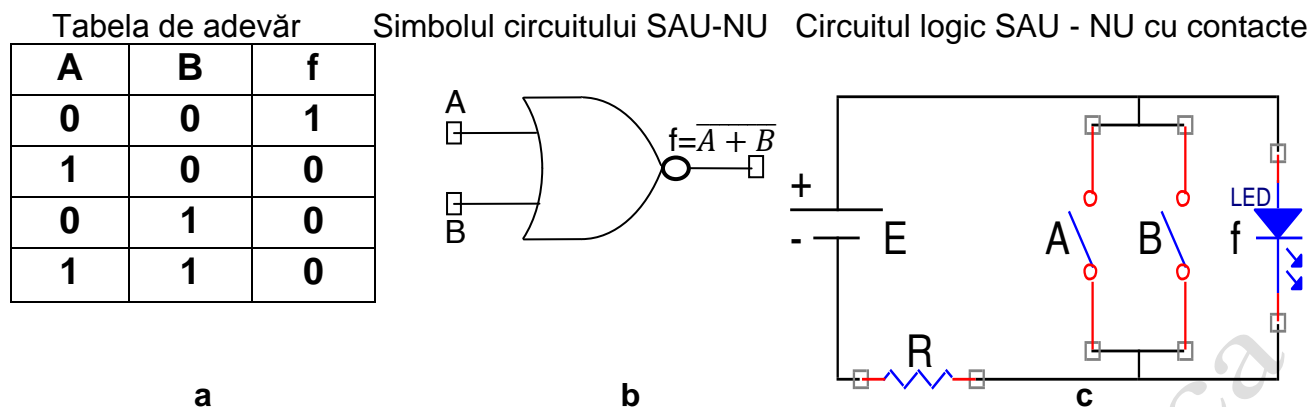 Tabela de adevăr Simbolul circuitului SAU-NU Circuitul logic SAU - NU cu contacte
A B f
0 0 1
1 0 0
0 1 0
1 1 0
A
B
f=\overline{A + B}
+
-
E
R
A
B
LED
f
a b c